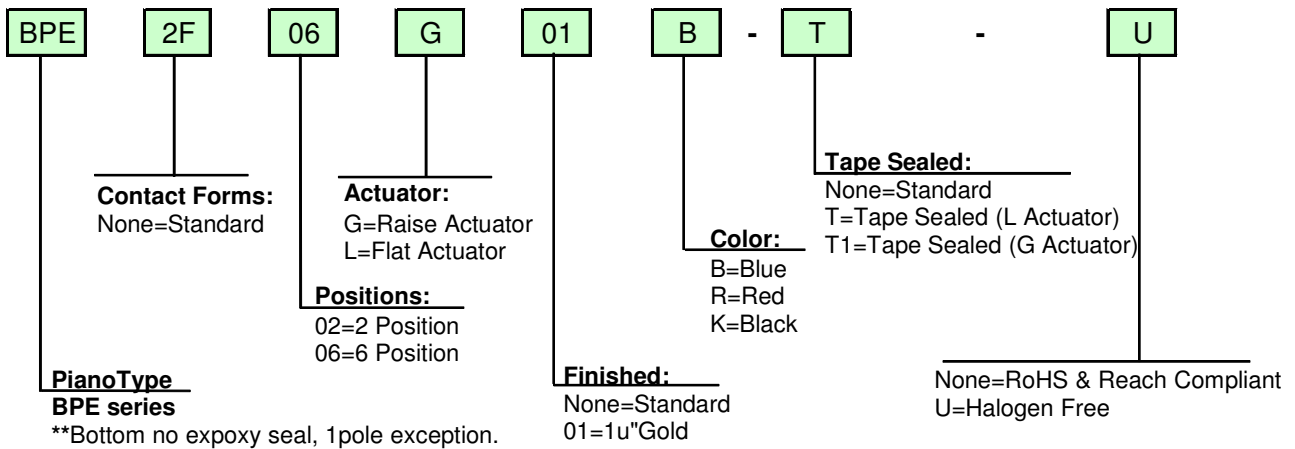 BPE 2F 06 G 01 B - T - U
Tape Sealed:
None=Standard
T=Tape Sealed (L Actuator)
T1=Tape Sealed (G Actuator)
Contact Forms:
None=Standard
Actuator:
G=Raise Actuator
L=Flat Actuator
Color:
B=Blue
R=Red
K=Black
Positions:
02=2 Position
06=6 Position
PianoType
BPE series
**Bottom no expoxy seal, 1pole exception.
Finished:
None=Standard
01=1u"Gold
None=RoHS & Reach Compliant
U=Halogen Free